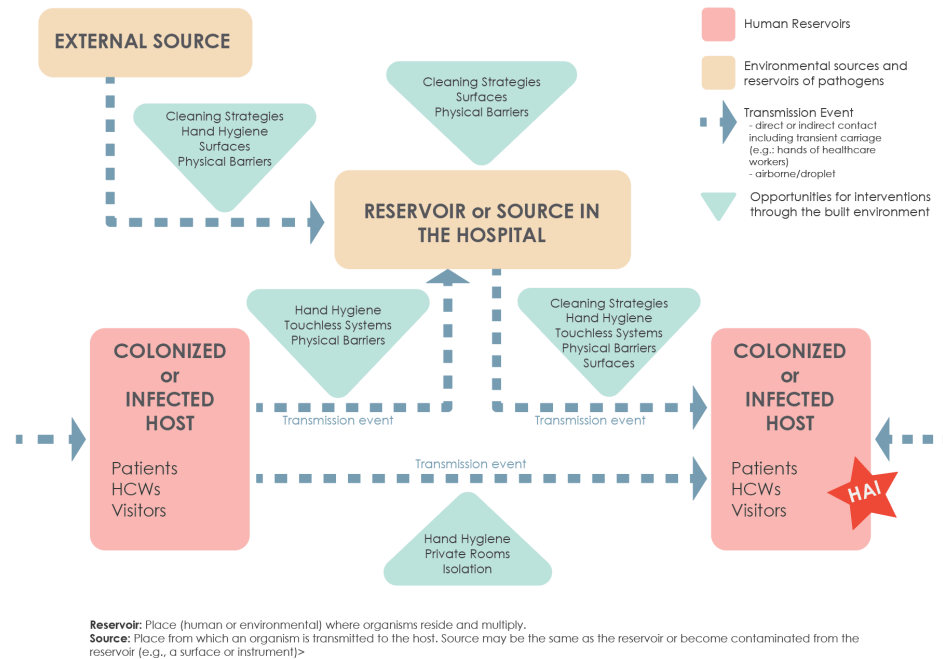 EXTERNAL SOURCE
Cleaning Strategies
Hand Hygiene
Surfaces
Physical Barriers
Cleaning Strategies
Surfaces
Physical Barriers
Human Reservoirs
Environmental sources and
reservoirs of pathogens
Transmission Event
- direct or indirect contact
including transient carriage
(e.g.: hands of healthcare
workers)
- airborne/droplet
Opportunities for interventions
through the built environment
RESERVOIR or SOURCE IN
THE HOSPITAL
Hand Hygiene
Touchless Systems
Physical Barriers
Cleaning Strategies
Hand Hygiene
Touchless Systems
Physical Barriers
Surfaces
COLONIZED
or
INFECTED
HOST
Patients
HCWs
Visitors
Transmission event
Transmission event
Transmission event
COLONIZED
or
INFECTED
HOST
Patients
HCWs
Visitors
HAI
Hand Hygiene
Private Rooms
Isolation
Reservoir: Place (human or environmental) where organisms reside and multiply.
Source: Place from which an organism is transmitted to the host. Source may be the same as the reservoir or become contaminated from the
reservoir (e.g., a surface or instrument)>